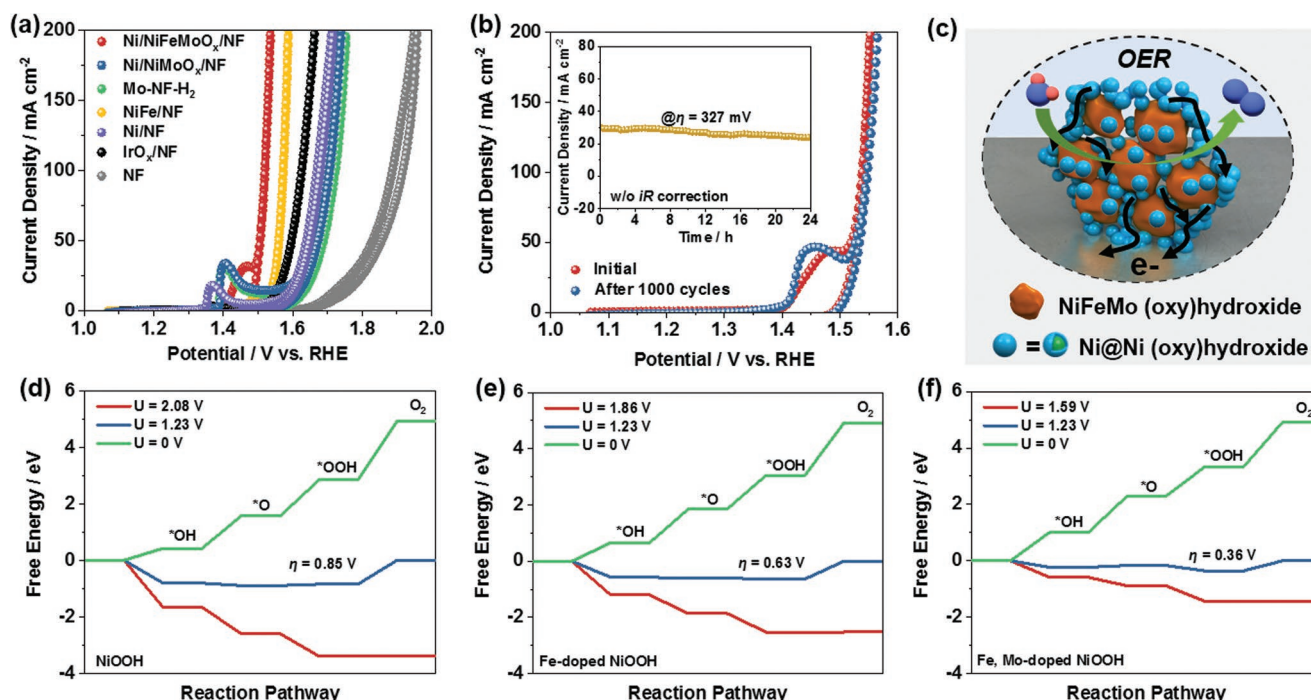 (a)
Current Density / mA cm-2
200
150
100
50
0
Ni/NiFeMoOx/NF
Ni/NiMoOx/NF
Mo-NF-H2
NiFe/NF
Ni/NF
IrOx/NF
NF
1.0 1.2 1.4 1.6 1.8 2.0
Potential / V vs. RHE
(b)
Current Density / mA cm-2
200
150
100
50
0
Current Density / mA cm-2
80
60
40
20
0
-20
@η = 327 mV
w/o iR correction
0 4 8 12 16 20 24
Time / h
Initial
After 1000 cycles
1.0 1.1 1.2 1.3 1.4 1.5 1.6
Potential / V vs. RHE
(c)
OER
e-
NiFeMo (oxy)hydroxide
= Ni@Ni (oxy)hydroxide
(d)
Free Energy / eV
6
4
2
0
-2
-4
U = 2.08 V
U = 1.23 V
U = 0 V
O2
*OOH
*O
*OH
η = 0.85 V
NiOOH
Reaction Pathway
(e)
Free Energy / eV
6
4
2
0
-2
-4
U = 1.86 V
U = 1.23 V
U = 0 V
O2
*OOH
*O
*OH
η = 0.63 V
Fe-doped NiOOH
Reaction Pathway
(f)
Free Energy / eV
6
4
2
0
-2
-4
U = 1.59 V
U = 1.23 V
U = 0 V
O2
*OOH
*O
*OH
η = 0.36 V
Fe, Mo-doped NiOOH
Reaction Pathway